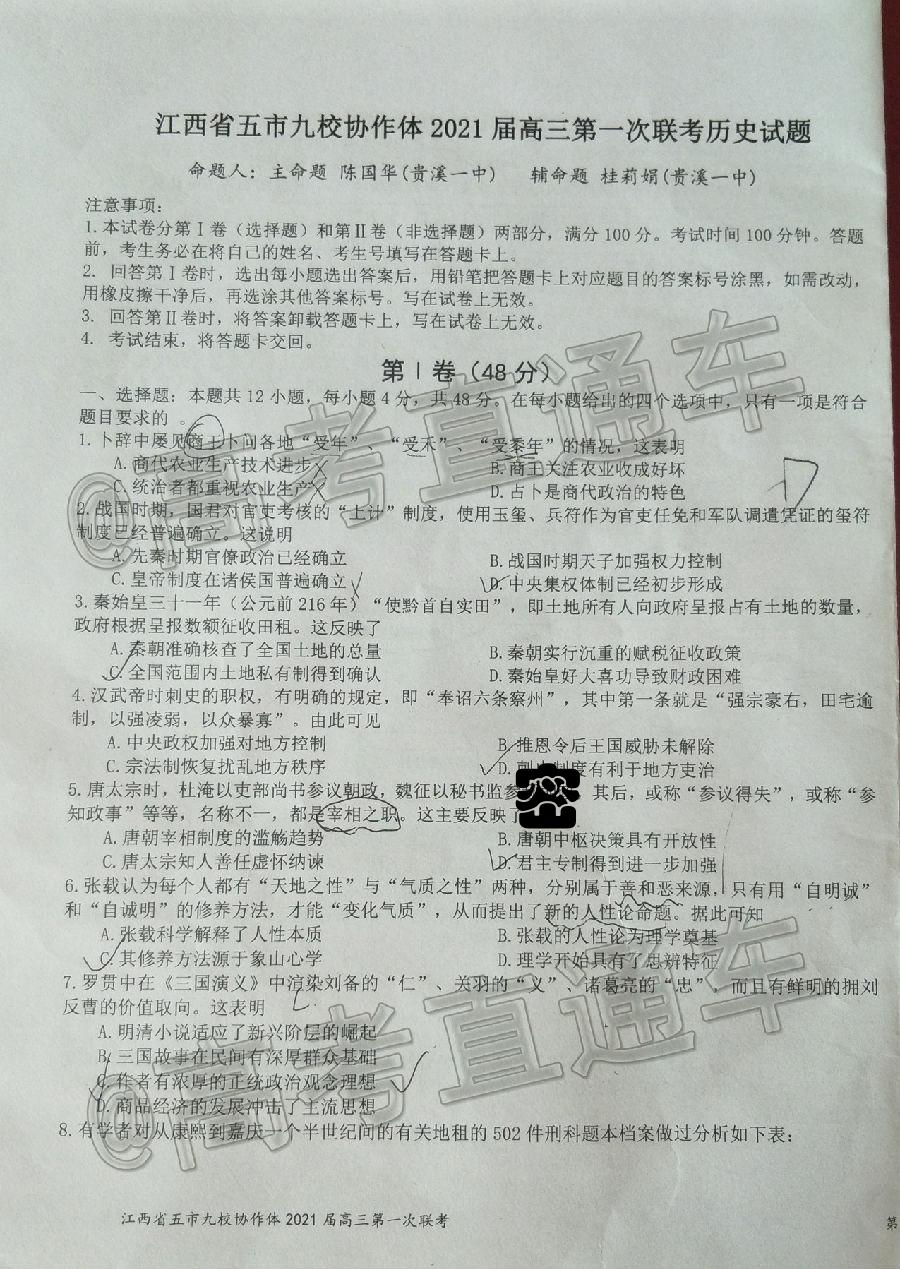 江西省五市九校协作体 2021 届高三第一次联考历史试题
命题人：主命题 陈国华(贵溪一中) 辅命题 桂莉娟(贵溪一中)
注意事项:
1.本试卷分第Ⅰ卷（选择题）和第Ⅱ卷（非选择题）两部分，满分100分。考试时间100分钟。答题
前，考生务必在将自己的姓名、考生号填写在答题卡上。
2. 回答第Ⅰ卷时，选出每小题选出答案后，用铅笔把答题卡上对应题目的答案标号涂黑，如需改动，
用橡皮擦干净后，再选涂其他答案标号。写在试卷上无效。
3. 回答第Ⅱ卷时，将答案卸载答题卡上，写在试卷上无效。
4. 考试结束，将答题卡交回。
第Ⅰ卷（48分）
一、选择题：本题共12小题，每小题4分，共48分。在每小题给出的四个选项中，只有一项是符合
题目要求的 。
1.卜辞中屡见商王卜问各地“受年”、“受禾”、“受黍年”的情况，这表明
A.商代农业生产技术进步 B.商王关注农业收成好坏
C.统治者都重视农业生产 D.占卜是商代政治的特色
2.战国时期，国君对官吏考核的“上计”制度，使用玉玺、兵符作为官吏任免和军队调遣凭证的玺符
制度已经普遍确立。这说明
A.先秦时期官僚政治已经确立 B.战国时期天子加强权力控制
C.皇帝制度在诸侯国普遍确立 D.中央集权体制已经初步形成
3.秦始皇三十一年（公元前216年）“使黔首自实田”，即土地所有人向政府呈报占有土地的数量，
政府根据呈报数额征收田租。这反映了
A.秦朝准确核查了全国土地的总量 B.秦朝实行沉重的赋税征收政策
C.全国范围内土地私有制得到确认 D.秦始皇好大喜功导致财政困难
4.汉武帝时刺史的职权，有明确的规定，即“奉诏六条察州”，其中第一条就是“强宗豪右，田宅逾
制，以强凌弱，以众暴寡”。由此可见
A.中央政权加强对地方控制 B.推恩令后王国威胁未解除
C.宗法制恢复扰乱地方秩序 D.制度有利于地方吏治
5.唐太宗时，杜淹以吏部尚书参议朝政，魏征以秘书监参 其后，或称“参议得失”，或称“参
知政事”等等，名称不一，都是宰相之职。这主要反映了
A.唐朝宰相制度的滥觞趋势 B.唐朝中枢决策具有开放性
C.唐太宗知人善任虚怀纳谏 D.君主专制得到进一步加强
6.张载认为每个人都有“天地之性”与“气质之性”两种，分别属于善和恶来源，只有用“自明诚”
和“自诚明”的修养方法，才能“变化气质”，从而提出了新的人性论命题。据此可知
A.张载科学解释了人性本质 B.张载的人性论为理学奠基
C.其修养方法源于象山心学 D.理学开始具有了思辨特征
7.罗贯中在《三国演义》中渲染刘备的“仁”、关羽的“义”、诸葛亮的“忠”，而且有鲜明的拥刘
反曹的价值取向。这表明
A.明清小说适应了新兴阶层的崛起
B.三国故事在民间有深厚群众基础
C.作者有浓厚的正统政治观念理想
D.商品经济的发展冲击了主流思想
8.有学者对从康熙到嘉庆一个半世纪间的有关地租的502件刑科题本档案做过分析如下表：
江西省五市九校协作体 2021 届高三第一次联考
第
@高考直通车
@高考直通车